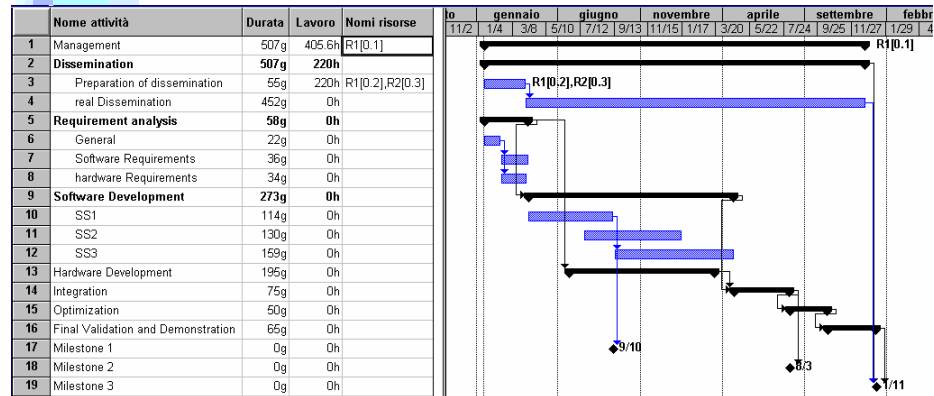 Nome attività Durata Lavoro Nomi risorse
to gennaio giugno novembre aprile settembre febbr
11/2 1/4 3/8 5/10 7/12 9/13 11/15 1/17 3/20 5/22 7/24 9/25 11/27 1/29 4
1 Management 507g 405.6h R1[0.1] R1[0.1]
2 Dissemination 507g 220h
3 Preparation of dissemination 55g 220h R1[0.2],R2[0.3] R1[0.2],R2[0.3]
4 real Dissemination 452g 0h
5 Requirement analysis 58g 0h
6 General 22g 0h
7 Software Requirements 36g 0h
8 hardware Requirements 34g 0h
9 Software Development 273g 0h
10 SS1 114g 0h
11 SS2 130g 0h
12 SS3 159g 0h
13 Hardware Development 195g 0h
14 Integration 75g 0h
15 Optimization 50g 0h
16 Final Validation and Demonstration 65g 0h
17 Milestone 1 0g 0h 9/10
18 Milestone 2 0g 0h 8/3
19 Milestone 3 0g 0h 1/11